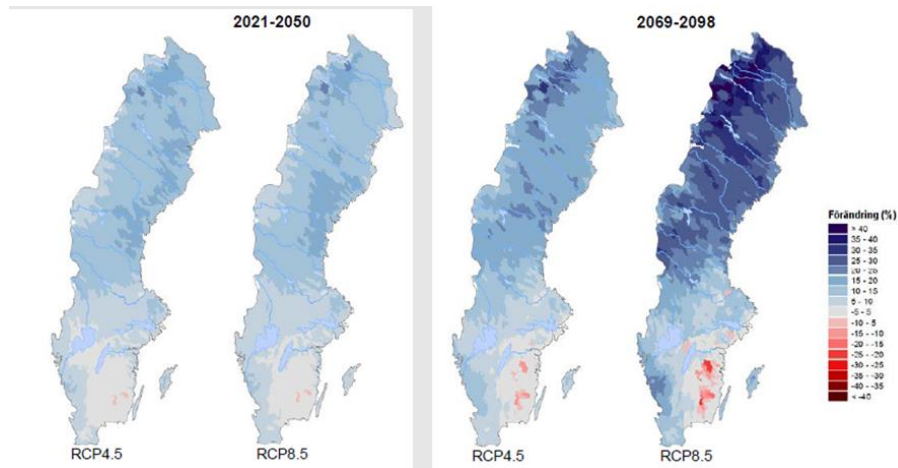 2021-2050
RCP4.5
RCP8.5
2069-2098
RCP4.5
RCP8.5
Förändring (%)
> 40
35 - 40
30 - 35
25 - 30
20 - 25
15 - 20
10 - 15
5 - 10
-5 - 5
-10 - 5
-15 - -10
-20 - -15
-25 - -20
-30 - -25
-35 - -30
-40 - -35
< -40